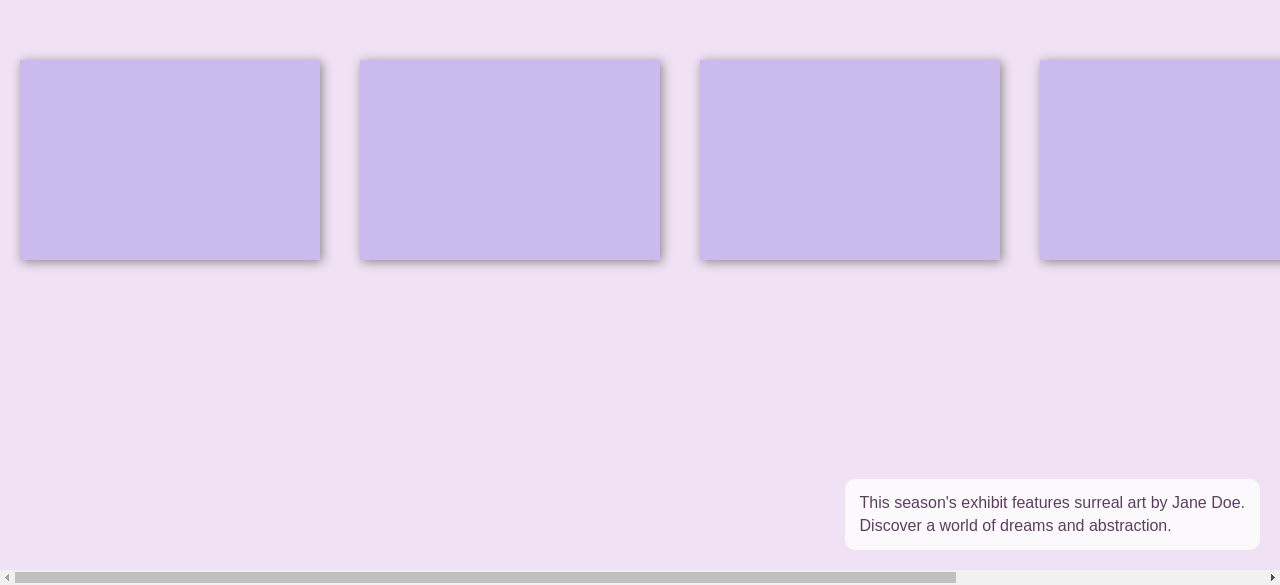 This season's exhibit features surreal art by Jane Doe.
Discover a world of dreams and abstraction.